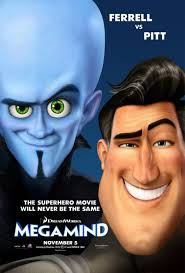 FERRELL
VS
PITT
THE SUPERHERO MOVIE
WILL NEVER BE THE SAME
DREAMWORKS
MEGAMIND
NOVEMBER 5